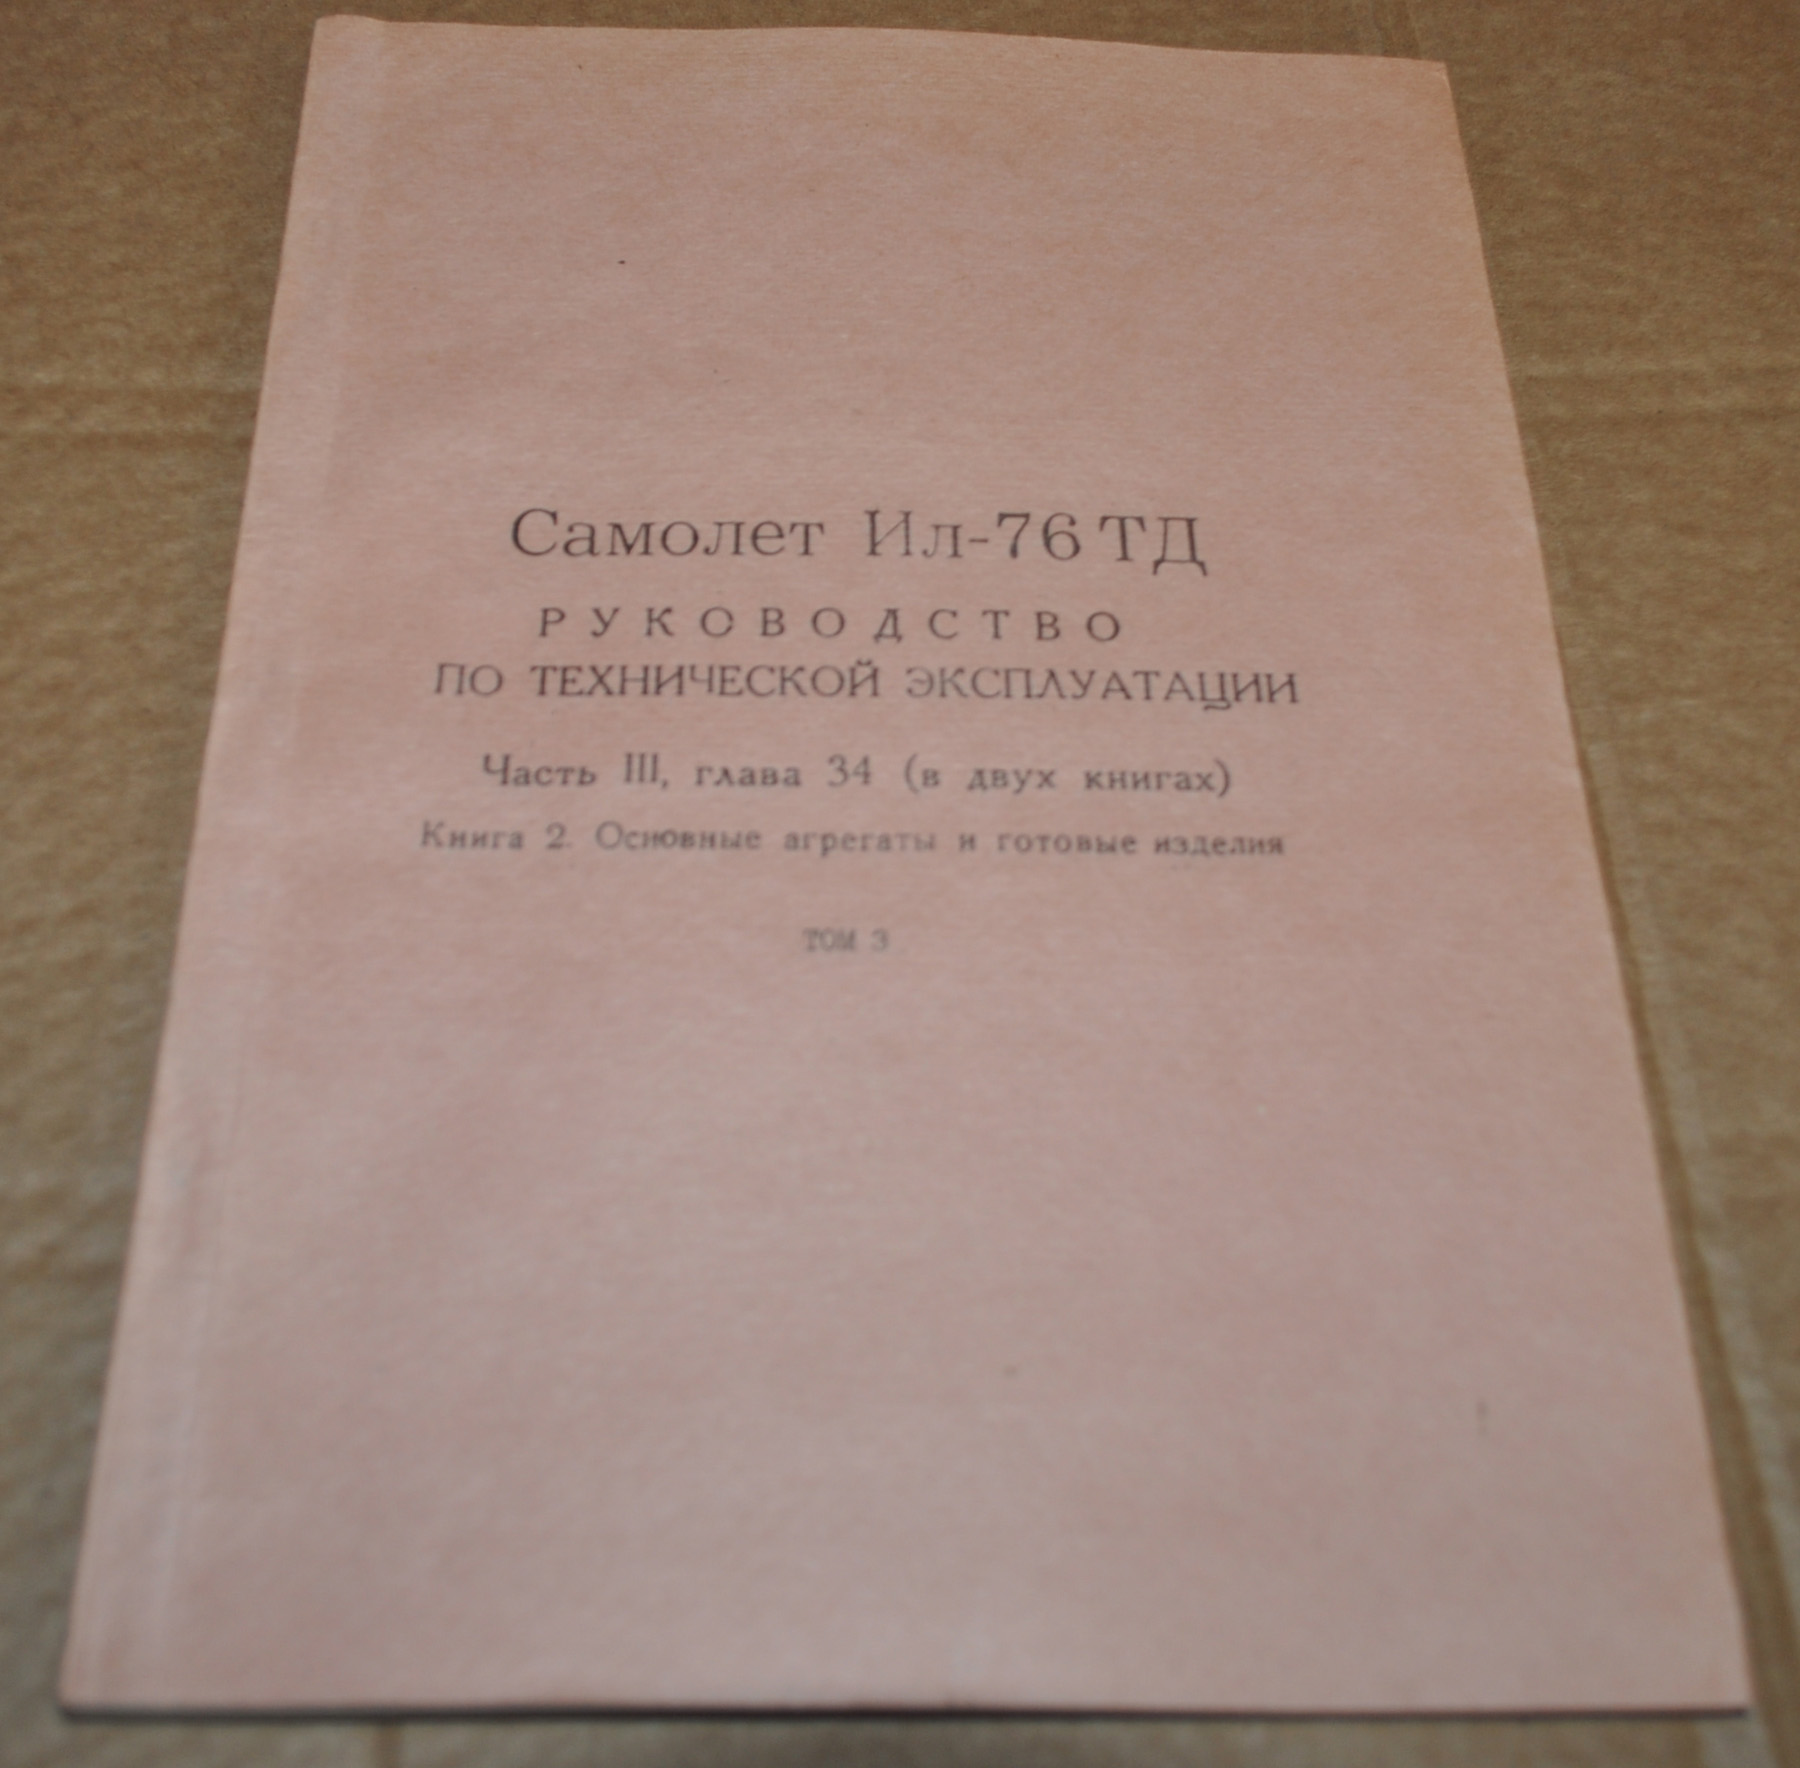 Самолет Ил-76ТД
РУКОВОДСТВО
ПО ТЕХНИЧЕСКОЙ ЭКСПЛУАТАЦИИ
Часть III, глава 34 (в двух книгах)
Книга 2. Основные агрегаты и готовые изделия
ТОМ 3